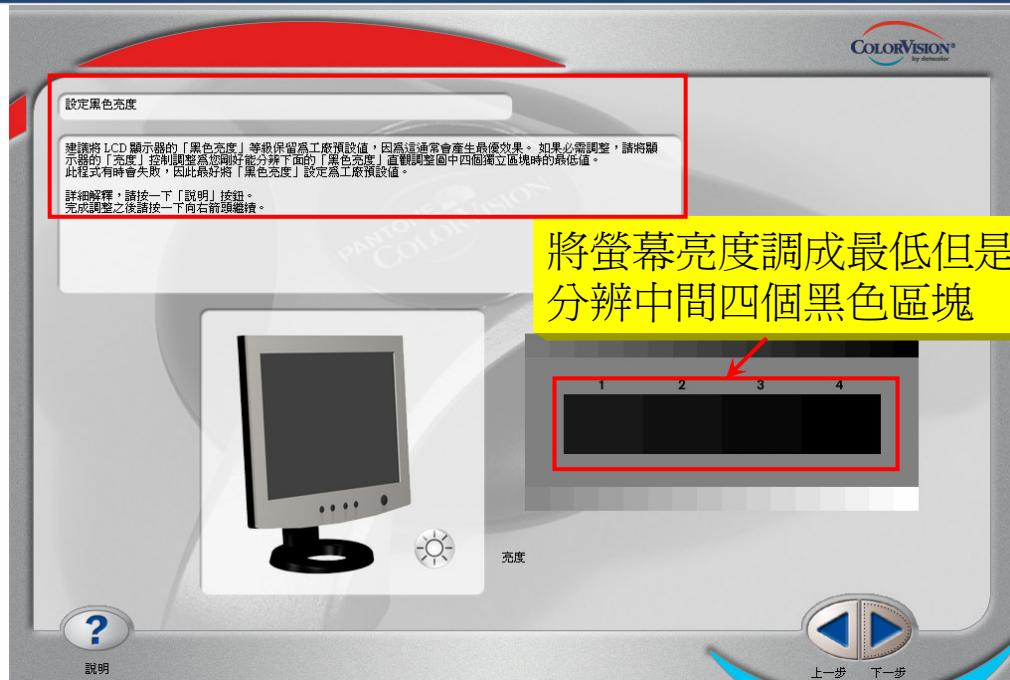 COLORVISION®
by datacolor
設定黑色亮度
建議將 LCD 顯示器的「黑色亮度」等級保留為工廠預設值，因為這通常會產生最優效果。 如果必需調整，請將顯
示器的「亮度」控制調整為您剛好能分辨下面的「黑色亮度」直觀調整圖中四個獨立區塊時的最低值。
此程式有時會失敗，因此最好將「黑色亮度」設定為工廠預設值。
詳細解釋，請按一下「說明」按鈕。
完成調整之後請按一下向右箭頭繼續。
PANTONE
COLORVISION
將螢幕亮度調成最低但是
分辨中間四個黑色區塊
1 2 3 4
亮度
?
說明
上一步 下一步